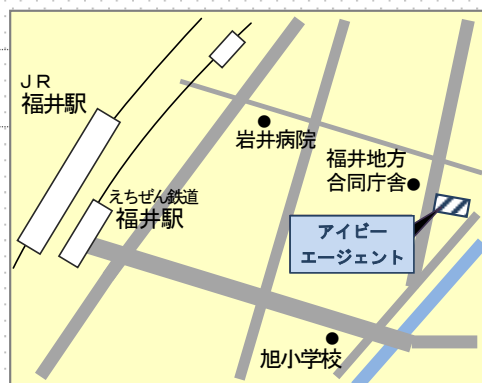 ＪＲ
福井駅
えちぜん鉄道
福井駅
岩井病院
福井地方
合同庁舎
アイビー
エージェント
旭小学校